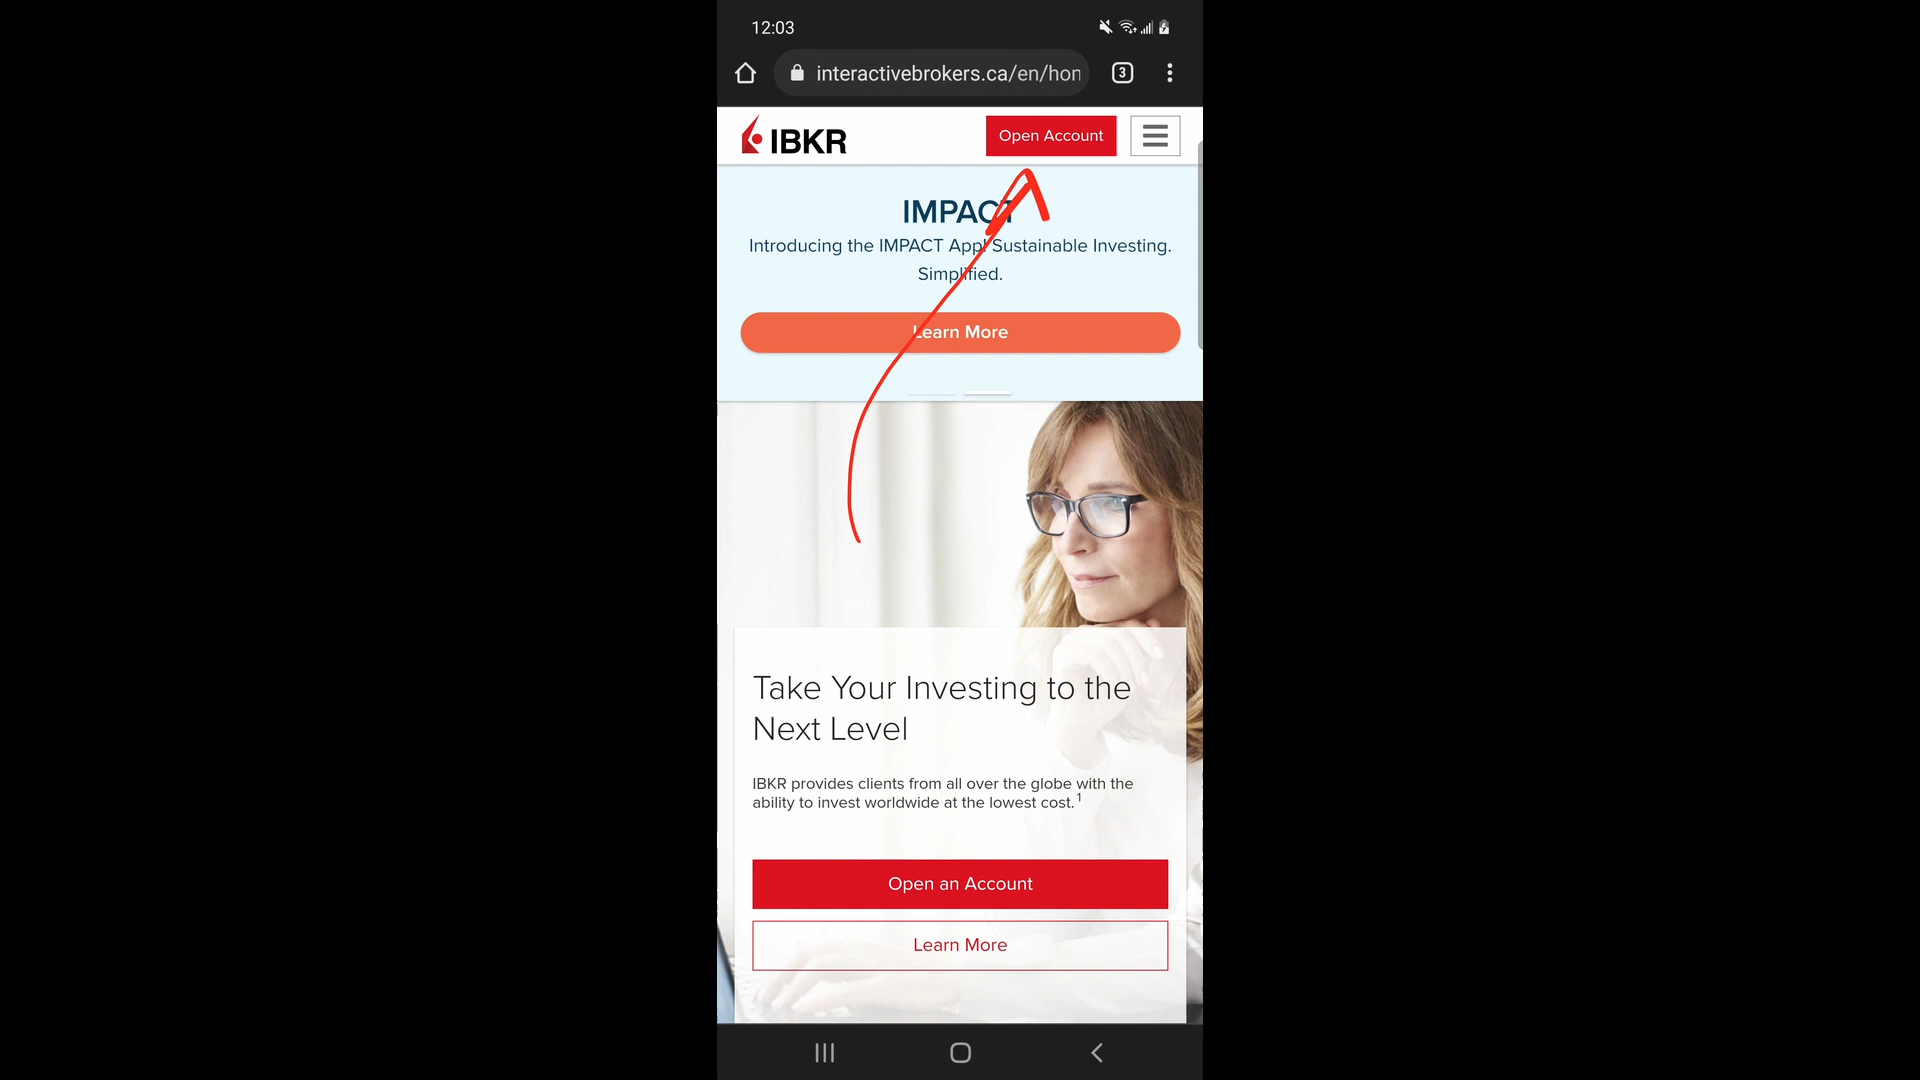 12:03
interactivebrokers.ca/en/hon
3
IBKR
Open Account
IMPACT
Introducing the IMPACT App! Sustainable Investing.
Simplified.
Learn More
Take Your Investing to the
Next Level
IBKR provides clients from all over the globe with the
ability to invest worldwide at the lowest cost.¹
Open an Account
Learn More